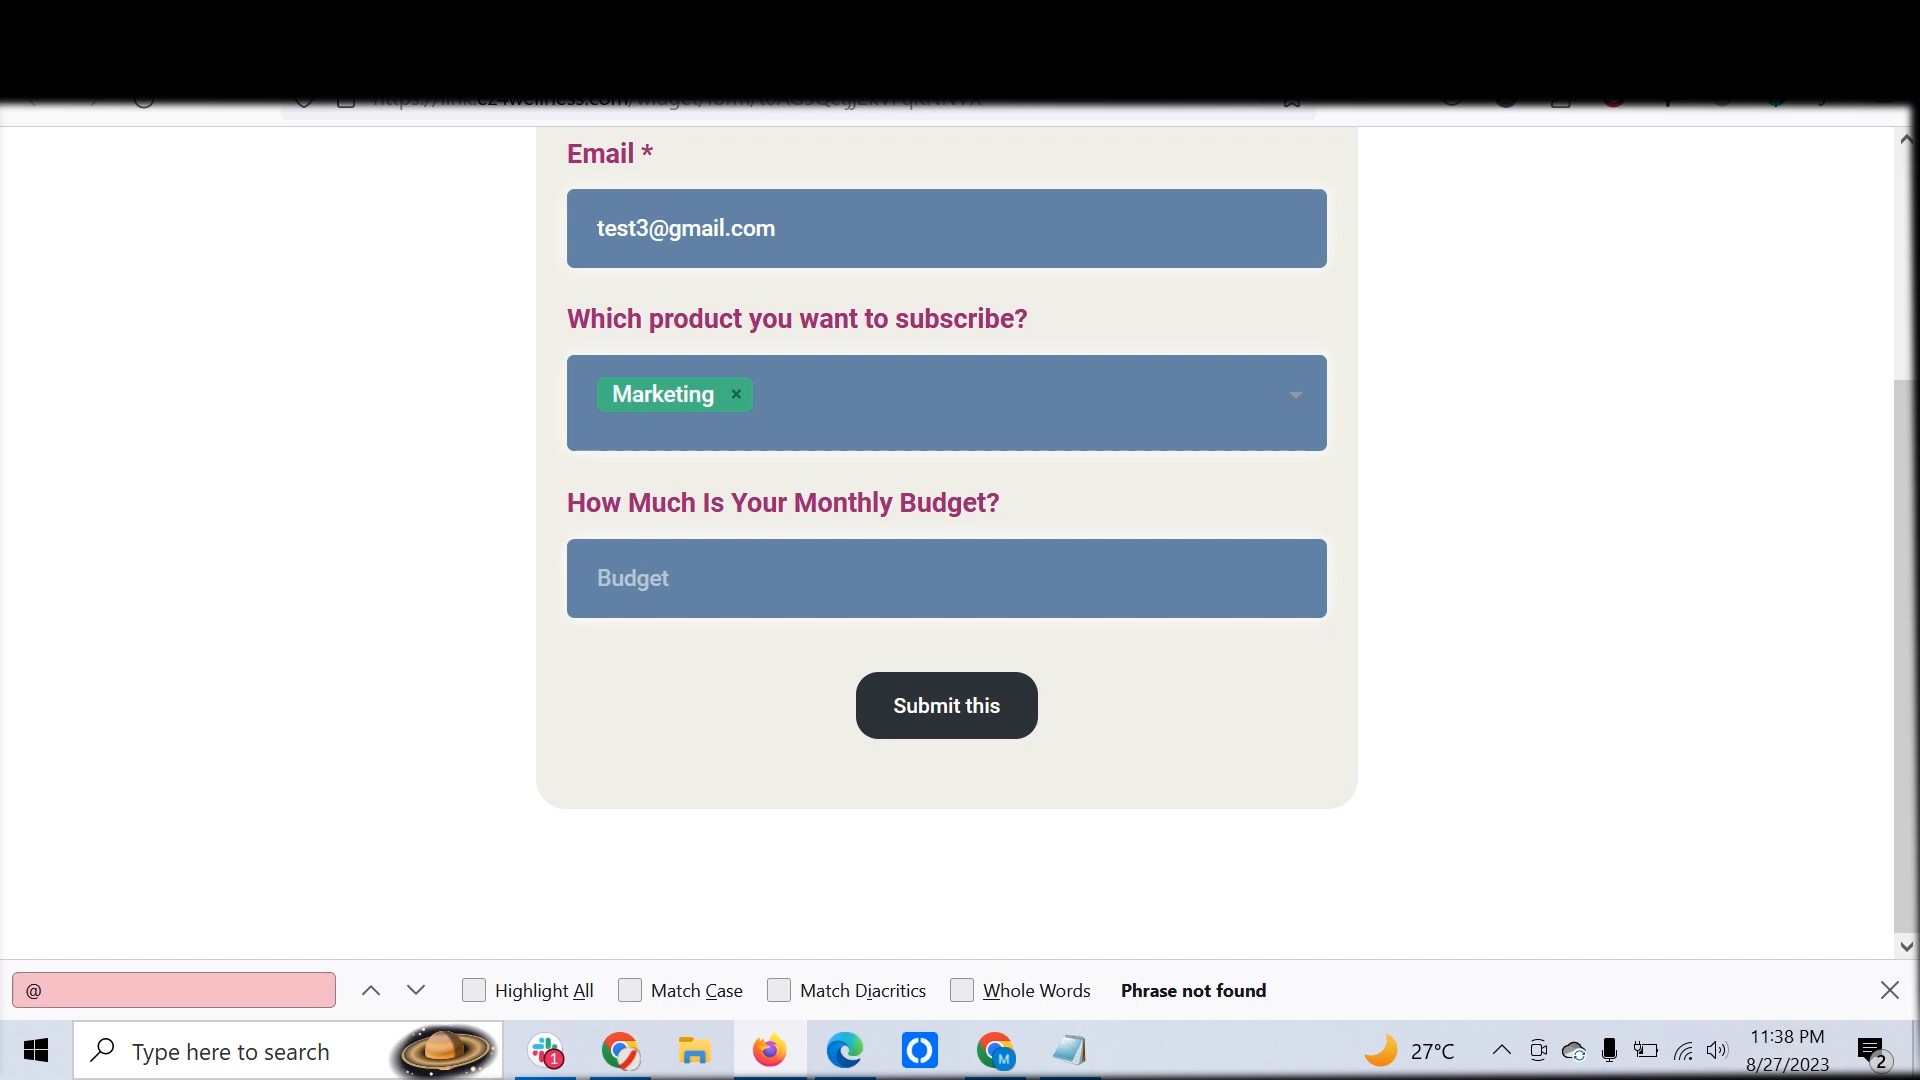 Email *
test3@gmail.com
Which product you want to subscribe?
Marketing ×
How Much Is Your Monthly Budget?
Budget
Submit this
@
Highlight All
Match Case
Match Diacritics
Whole Words
Phrase not found
Type here to search
1
M
27°C
11:38 PM
8/27/2023
2